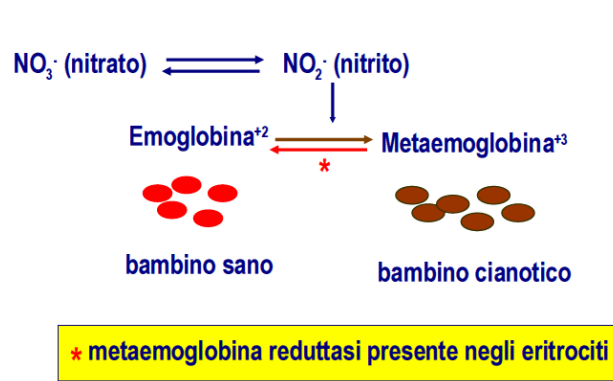 NO₃⁻ (nitrato) NO₂⁻ (nitrito)
Emoglobina⁺² Metaemoglobina⁺³
*
bambino sano bambino cianotico
* metaemoglobina reduttasi presente negli eritrociti